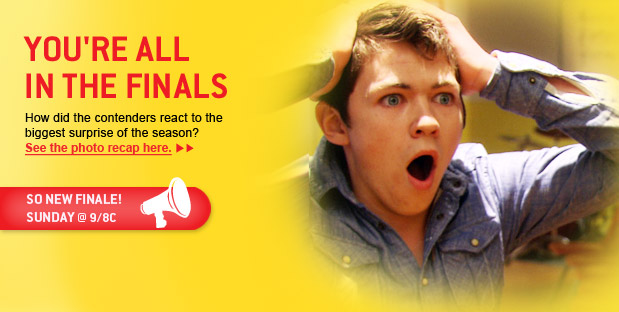 YOU'RE ALL
IN THE FINALS
How did the contenders react to the
biggest surprise of the season?
See the photo recap here. ▶▶
SO NEW FINALE!
SUNDAY @ 9/8C